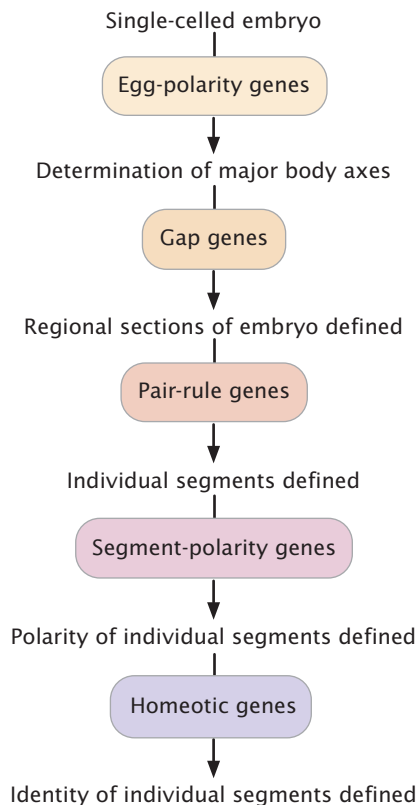 Single-celled embryo
Egg-polarity genes
Determination of major body axes
Gap genes
Regional sections of embryo defined
Pair-rule genes
Individual segments defined
Segment-polarity genes
Polarity of individual segments defined
Homeotic genes
Identity of individual segments defined